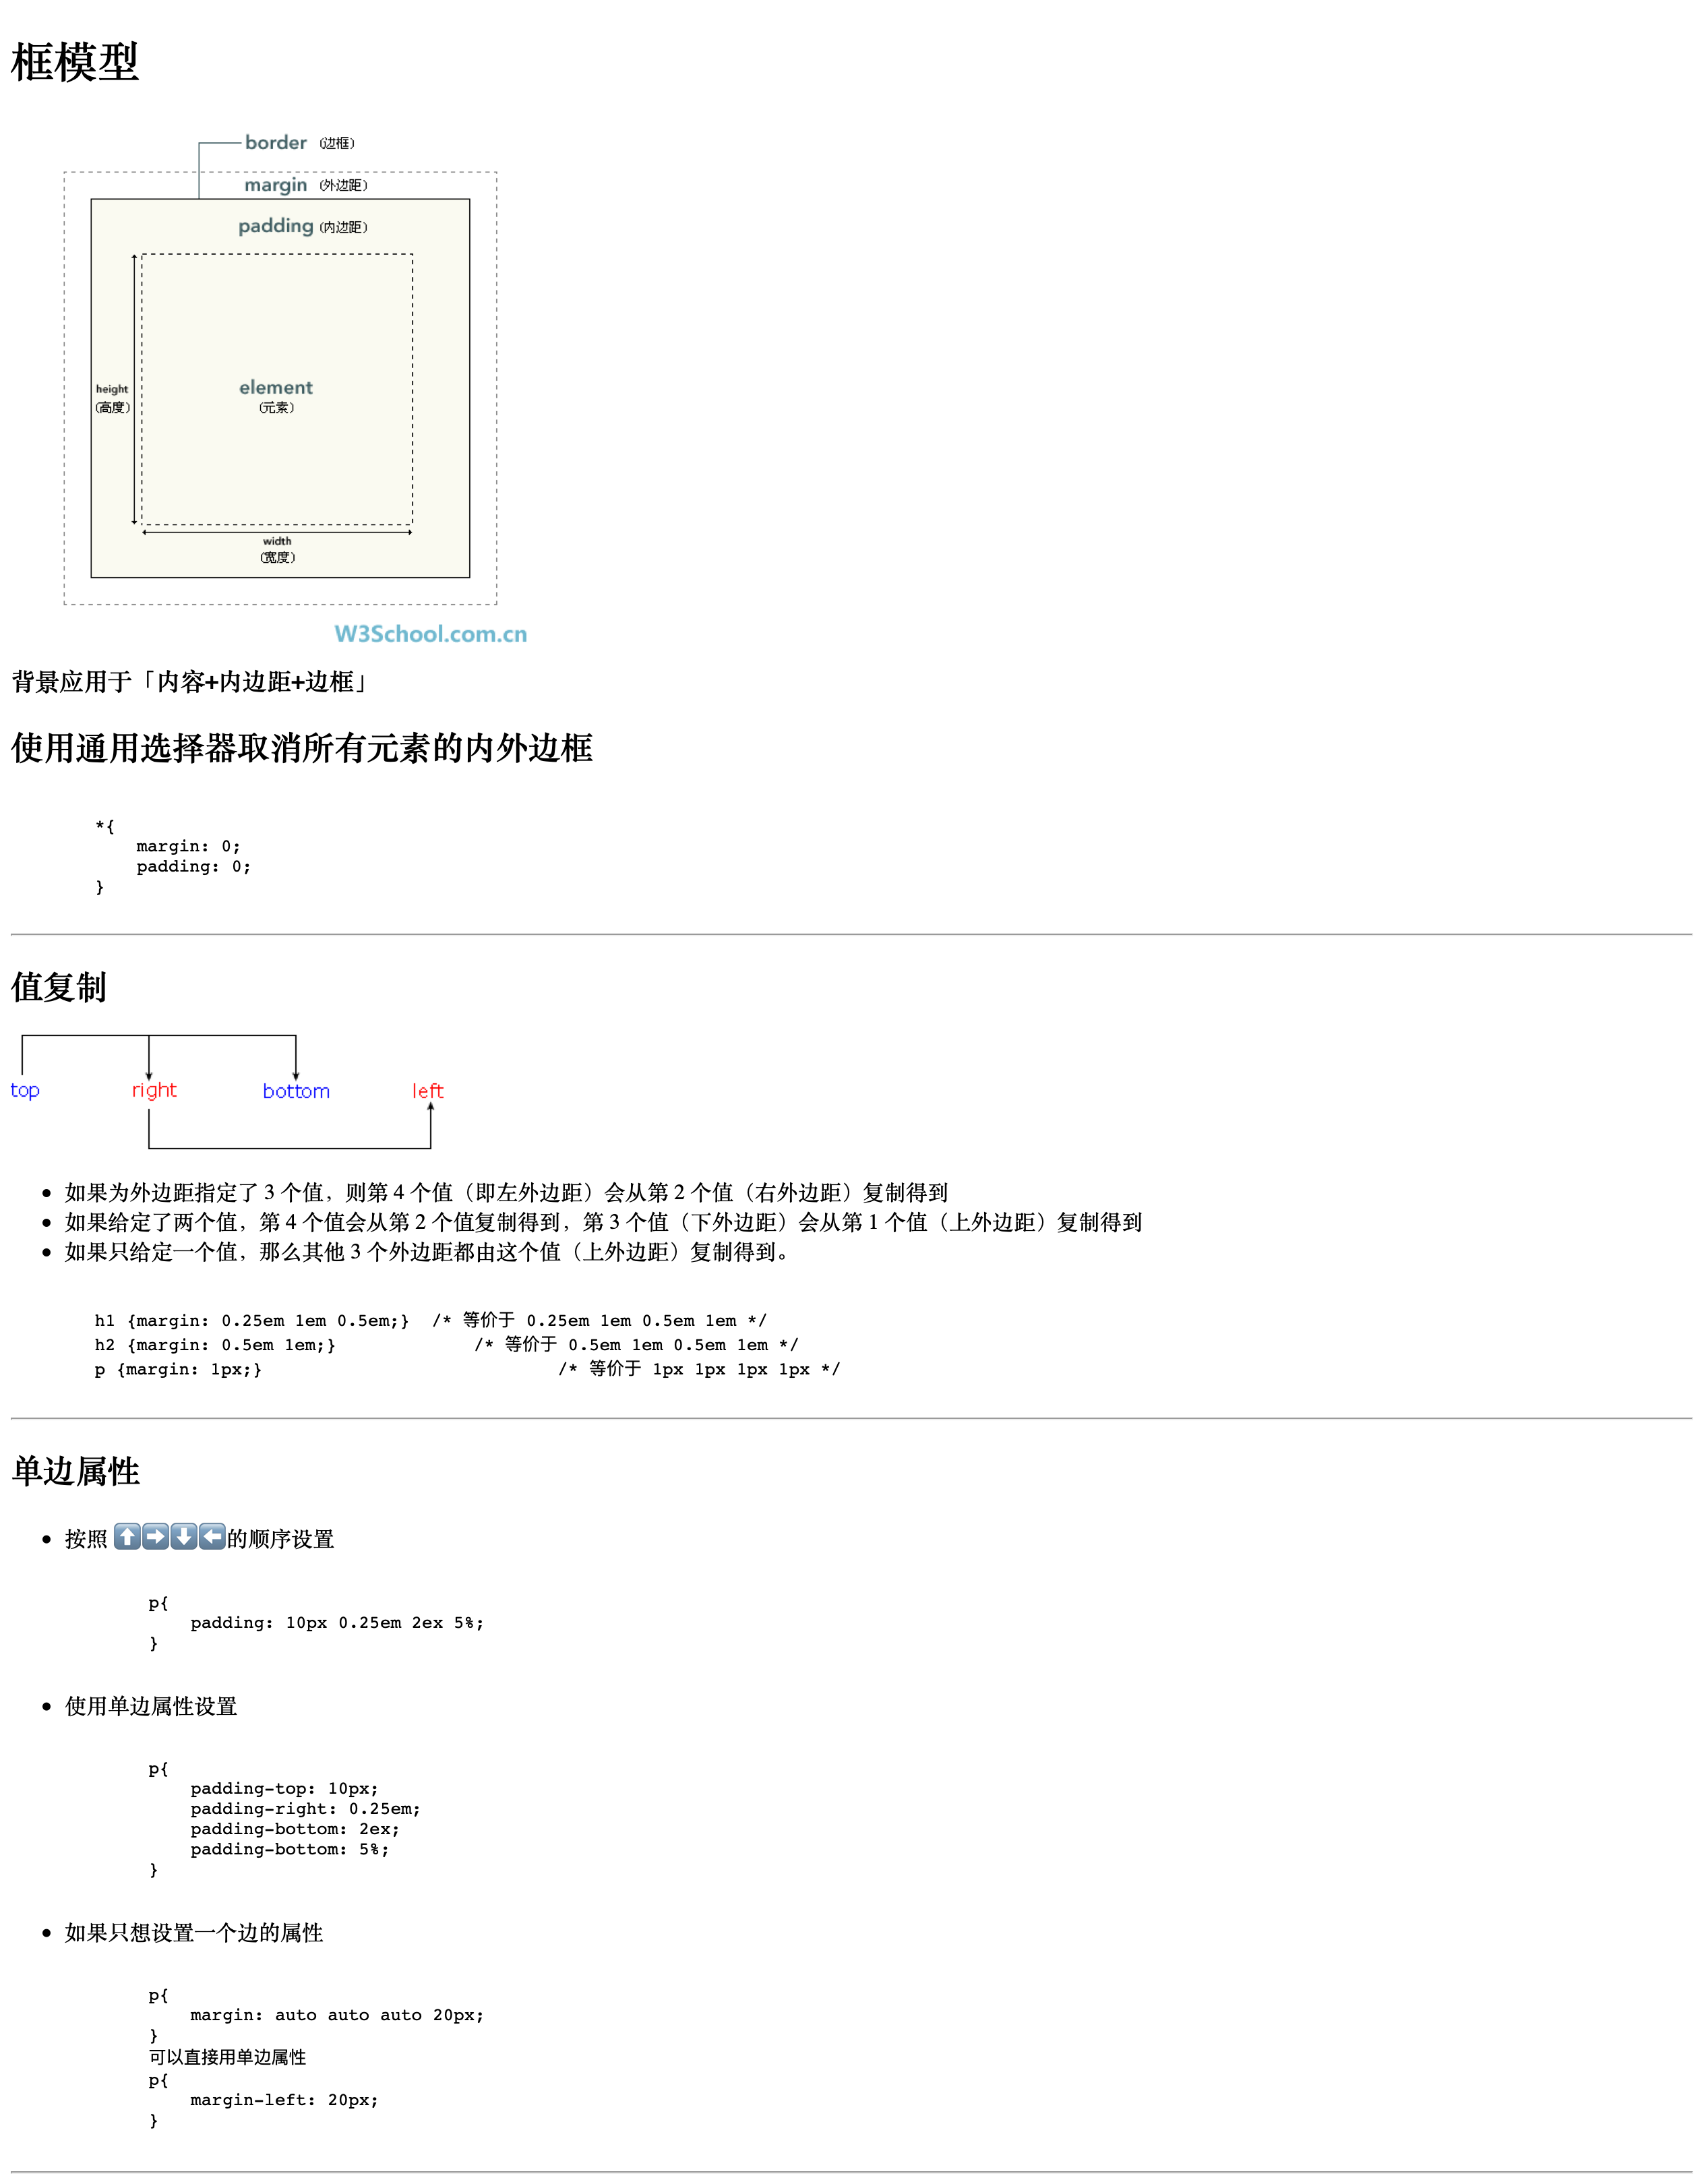 框模型
border (边框)
margin (外边距)
padding (内边距)
height
(高度)
element
(元素)
width
(宽度)
W3School.com.cn
背景应用于「内容+内边距+边框」
使用通用选择器取消所有元素的内外边框
*{
    margin: 0;
    padding: 0;
}
值复制
top right bottom left
• 如果为外边距指定了 3 个值，则第 4 个值（即左外边距）会从第 2 个值（右外边距）复制得到
• 如果给定了两个值，第 4 个值会从第 2 个值复制得到，第 3 个值（下外边距）会从第 1 个值（上外边距）复制得到
• 如果只给定一个值，那么其他 3 个外边距都由这个值（上外边距）复制得到。
h1 {margin: 0.25em 1em 0.5em;}  /* 等价于 0.25em 1em 0.5em 1em */
h2 {margin: 0.5em 1em;}             /* 等价于 0.5em 1em 0.5em 1em */
p {margin: 1px;}                            /* 等价于 1px 1px 1px 1px */
单边属性
• 按照 ⬆️➡️⬇️⬅️的顺序设置
p{
    padding: 10px 0.25em 2ex 5%;
}
• 使用单边属性设置
p{
    padding-top: 10px;
    padding-right: 0.25em;
    padding-bottom: 2ex;
    padding-bottom: 5%;
}
• 如果只想设置一个边的属性
p{
    margin: auto auto auto 20px;
}
可以直接用单边属性
p{
    margin-left: 20px;
}